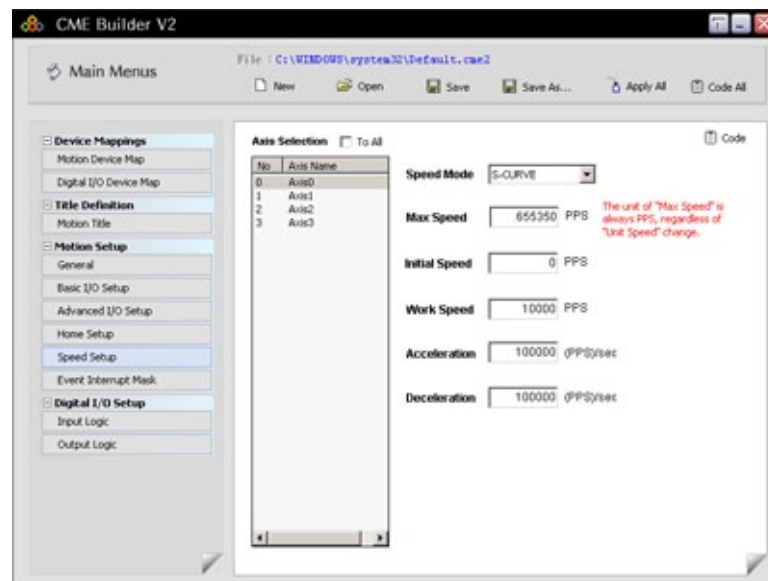 CME Builder V2
Main Menus
File : C:\WINDOWS\system32\Default.cme2
New Open Save Save As... Apply All Code All
Device Mappings
Motion Device Map
Digital I/O Device Map
Title Definition
Motion Title
Motion Setup
General
Basic I/O Setup
Advanced I/O Setup
Home Setup
Speed Setup
Event Interrupt Mask
Digital I/O Setup
Input Logic
Output Logic
Axis Selection To All
Code
No Axis Name
0 Axis0
1 Axis1
2 Axis2
3 Axis3
Speed Mode S-CURVE
Max Speed 655350 PPS
The unit of "Max Speed" is
always PPS, regardless of
"Unit Speed" change.
Initial Speed 0 PPS
Work Speed 10000 PPS
Acceleration 100000 (PPS)/sec
Deceleration 100000 (PPS)/sec